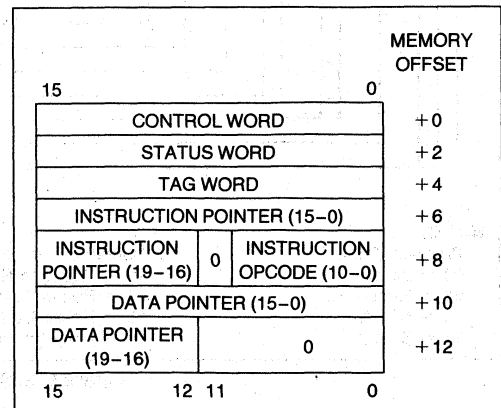 MEMORY
OFFSET
15 0
CONTROL WORD +0
STATUS WORD +2
TAG WORD +4
INSTRUCTION POINTER (15–0) +6
INSTRUCTION POINTER (19–16) 0 INSTRUCTION OPCODE (10–0) +8
DATA POINTER (15–0) +10
DATA POINTER (19–16) 0 +12
15 12 11 0